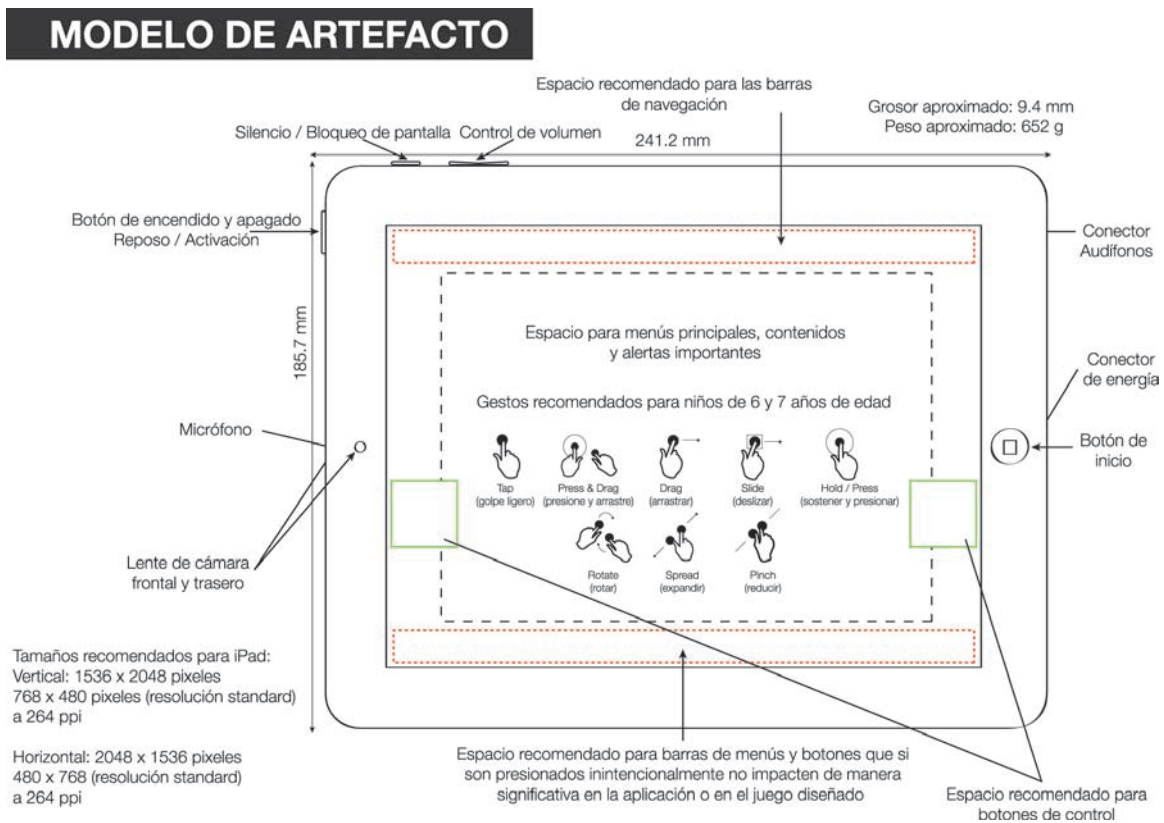 MODELO DE ARTEFACTO
Espacio recomendado para las barras
de navegación
Grosor aproximado: 9.4 mm
Peso aproximado: 652 g
Silencio / Bloqueo de pantalla
Control de volumen
241.2 mm
Botón de encendido y apagado
Reposo / Activación
Conector
Audífonos
185.7 mm
Espacio para menús principales, contenidos
y alertas importantes
Conector
de energía
Gestos recomendados para niños de 6 y 7 años de edad
Micrófono
Botón de
inicio
Tap
(golpe ligero)
Press & Drag
(presione y arrastre)
Drag
(arrastrar)
Slide
(deslizar)
Hold / Press
(sostener y presionar)
Rotate
(rotar)
Spread
(expandir)
Pinch
(reducir)
Lente de cámara
frontal y trasero
Tamaños recomendados para iPad:
Vertical: 1536 x 2048 pixeles
768 x 480 pixeles (resolución standard)
a 264 ppi
Horizontal: 2048 x 1536 pixeles
480 x 768 (resolución standard)
a 264 ppi
Espacio recomendado para barras de menús y botones que si
son presionados inintencionalmente no impacten de manera
significativa en la aplicación o en el juego diseñado
Espacio recomendado para
botones de control